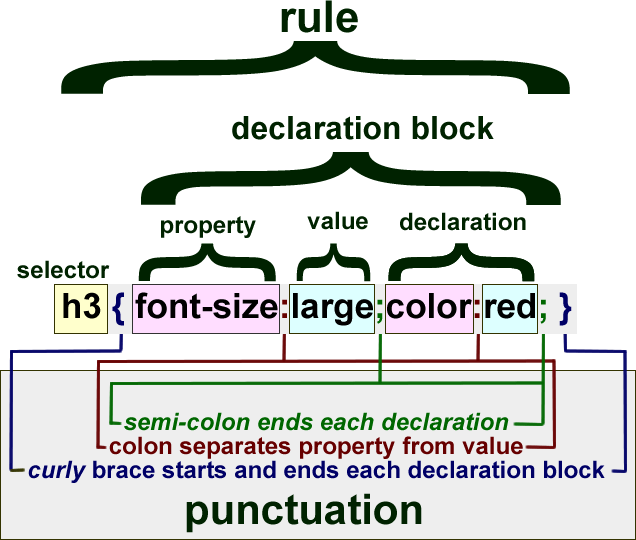 rule
declaration block
property value declaration
selector
h3 { font-size:large;color:red; }
semi-colon ends each declaration
colon separates property from value
curly brace starts and ends each declaration block
punctuation